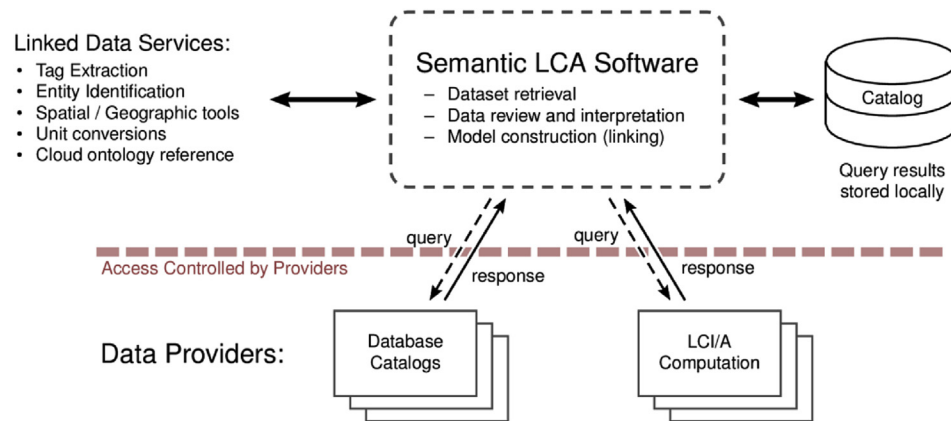 Linked Data Services:
• Tag Extraction
• Entity Identification
• Spatial / Geographic tools
• Unit conversions
• Cloud ontology reference
Semantic LCA Software
– Dataset retrieval
– Data review and interpretation
– Model construction (linking)
Catalog
Query results
stored locally
query
response
query
response
Access Controlled by Providers
Data Providers:
Database
Catalogs
LCI/A
Computation